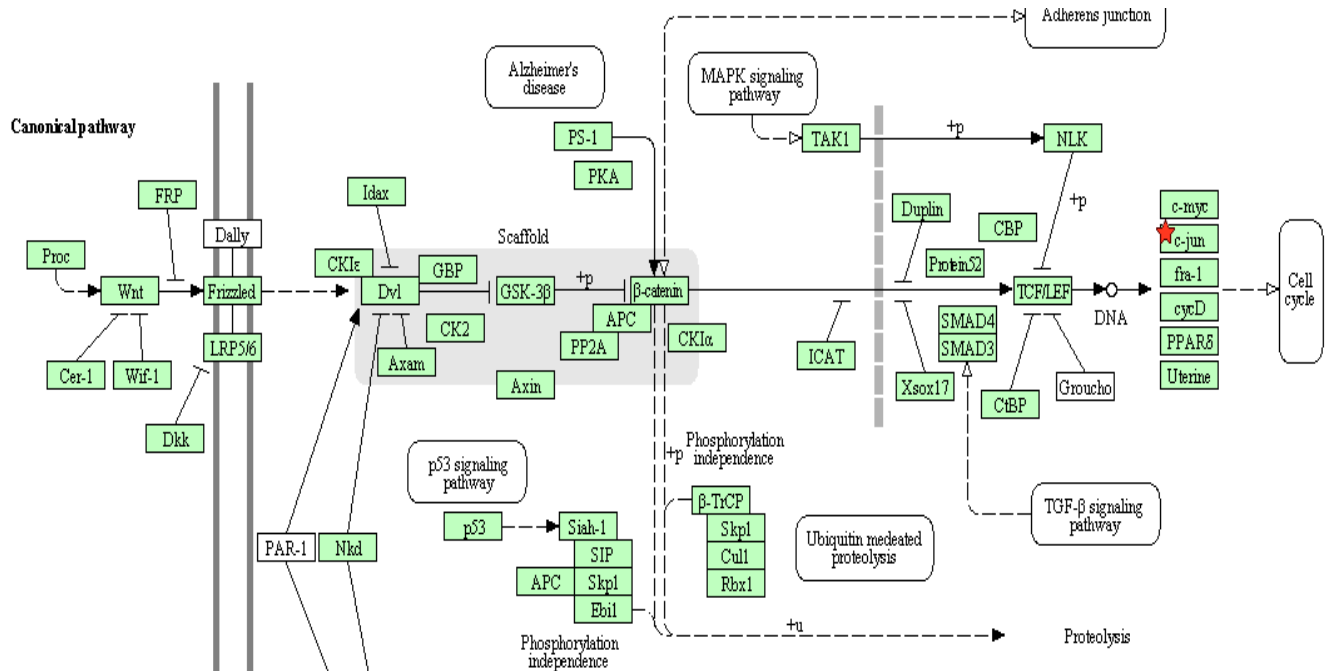 Adherens junction
Alzheimer's
disease
MAPK signaling
pathway
Canonical pathway
PS-1
TAK1
+p
NLK
PKA
FRP
Idax
Duplin
CBP
+p
c-myc
Dally
Scaffold
c-jun
Proc
CKIε
GBP
Protein52
fra-1
Cell
cycle
Wnt
Frizzled
Dvl
GSK-3β
+p
β-catenin
TCF/LEF
DNA
cycD
CK2
APC
SMAD4
LRP5/6
PP2A
CKIα
SMAD3
PPARδ
Cer-1
Wif-1
Axam
ICAT
Axin
Xsox17
CtBP
Groucho
Uterine
Dkk
p53 signaling
pathway
+p
Phosphorylation
independence
β-TrCP
TGF-β signaling
pathway
p53
Siah-1
Skp1
Ubiquitin medeated
proteolysis
PAR-1
Nkd
SIP
Cul1
APC
Skp1
Rbx1
Ebi1
+u
Proteolysis
Phosphorylation
independence